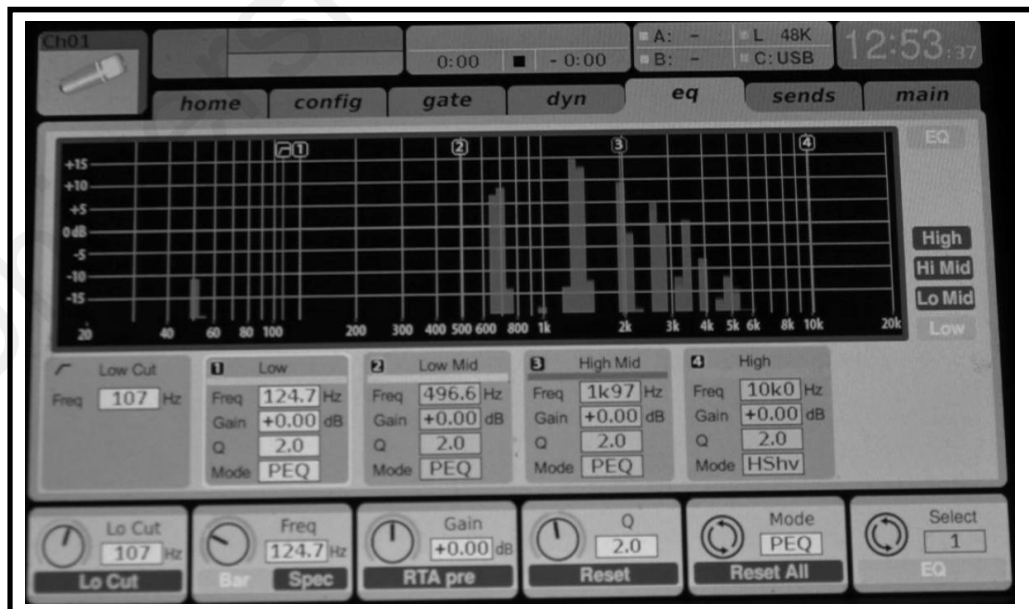 Ch01
0:00 - 0:00
A: - L 48K
B: - C: USB
12:53:37
home config gate dyn eq sends main
EQ
1 2 3 4
+15
+10
+5
0dB
-5
-10
-15
20 40 60 80 100 200 300 400 500 600 800 1k 2k 3k 4k 5k 6k 8k 10k 20k
High
Hi Mid
Lo Mid
Low
Low Cut
Freq 107 Hz
1 Low
Freq 124.7 Hz
Gain +0.00 dB
Q 2.0
Mode PEQ
2 Low Mid
Freq 496.6 Hz
Gain +0.00 dB
Q 2.0
Mode PEQ
3 High Mid
Freq 1k97 Hz
Gain +0.00 dB
Q 2.0
Mode PEQ
4 High
Freq 10k0 Hz
Gain +0.00 dB
Q 2.0
Mode HShv
Lo Cut
107 Hz
Lo Cut
Freq
124.7 Hz
Bar Spec
Gain
+0.00 dB
RTA pre
Q
2.0
Reset
Mode
PEQ
Reset All
Select
1
EQ